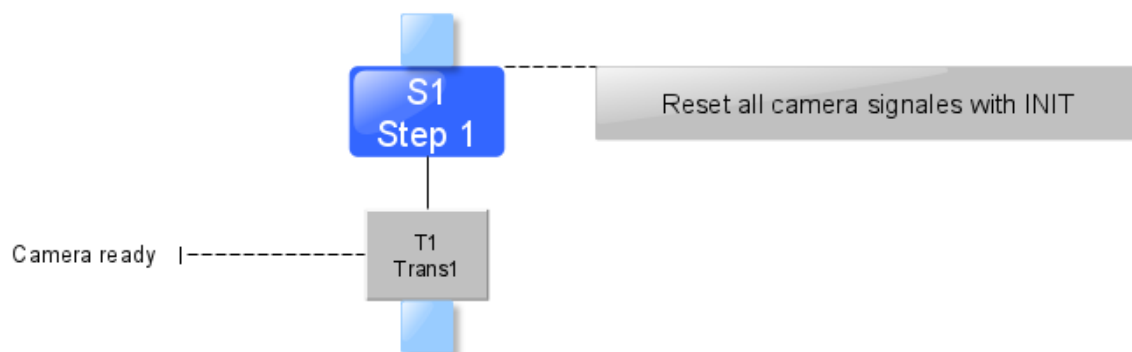 S1
Step 1
Reset all camera signales with INIT
Camera ready
T1
Trans1